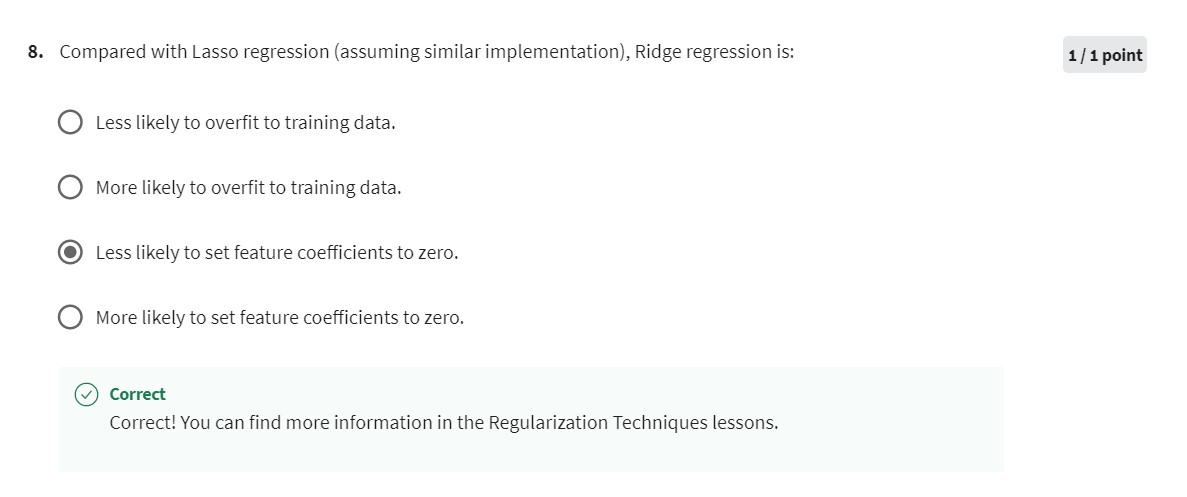 8. Compared with Lasso regression (assuming similar implementation), Ridge regression is:
1 / 1 point
Less likely to overfit to training data.
More likely to overfit to training data.
Less likely to set feature coefficients to zero.
More likely to set feature coefficients to zero.
Correct
Correct! You can find more information in the Regularization Techniques lessons.